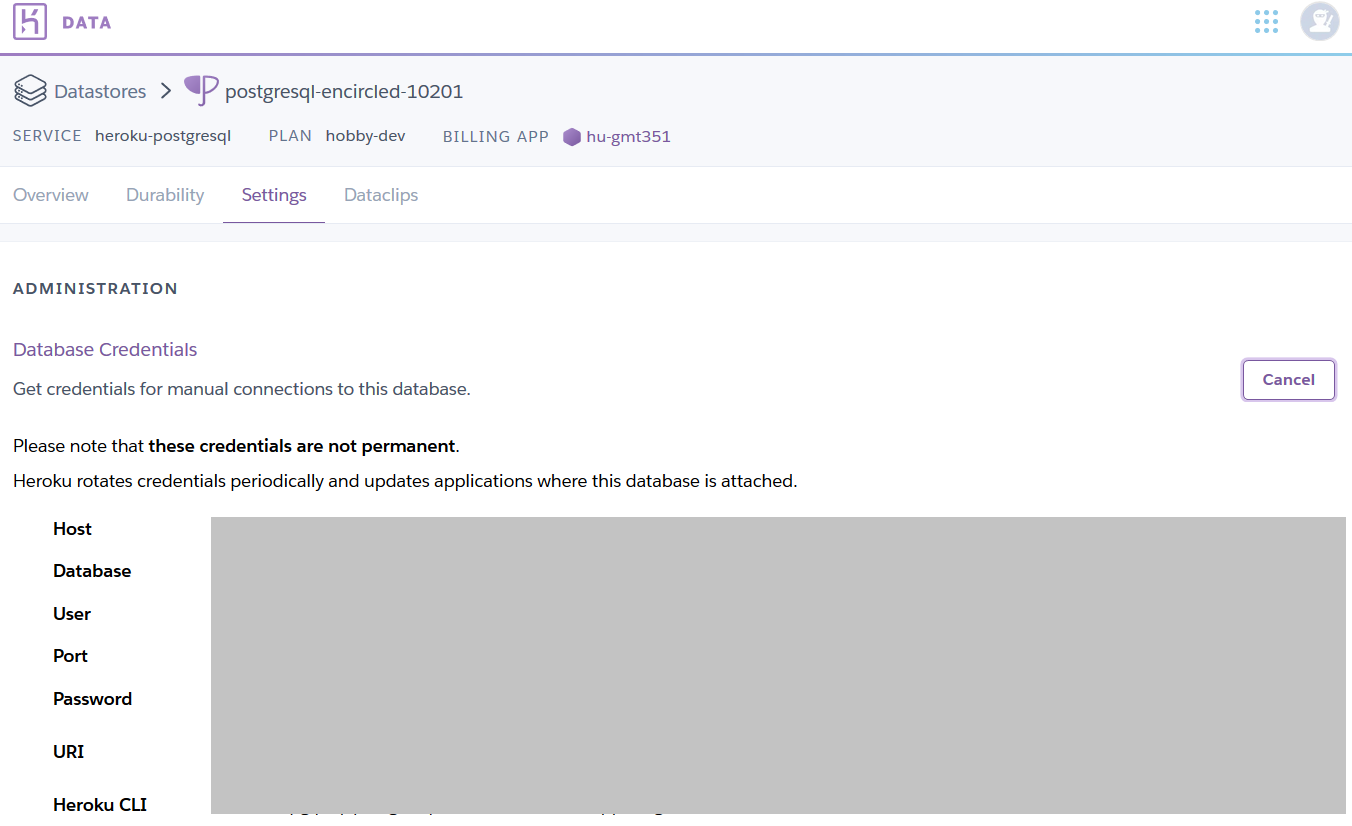 DATA
Datastores > postgresql-encircled-10201
SERVICE heroku-postgresql PLAN hobby-dev BILLING APP hu-gmt351
Overview Durability Settings Dataclips
ADMINISTRATION
Database Credentials
Get credentials for manual connections to this database.
Cancel
Please note that these credentials are not permanent.
Heroku rotates credentials periodically and updates applications where this database is attached.
Host
Database
User
Port
Password
URI
Heroku CLI